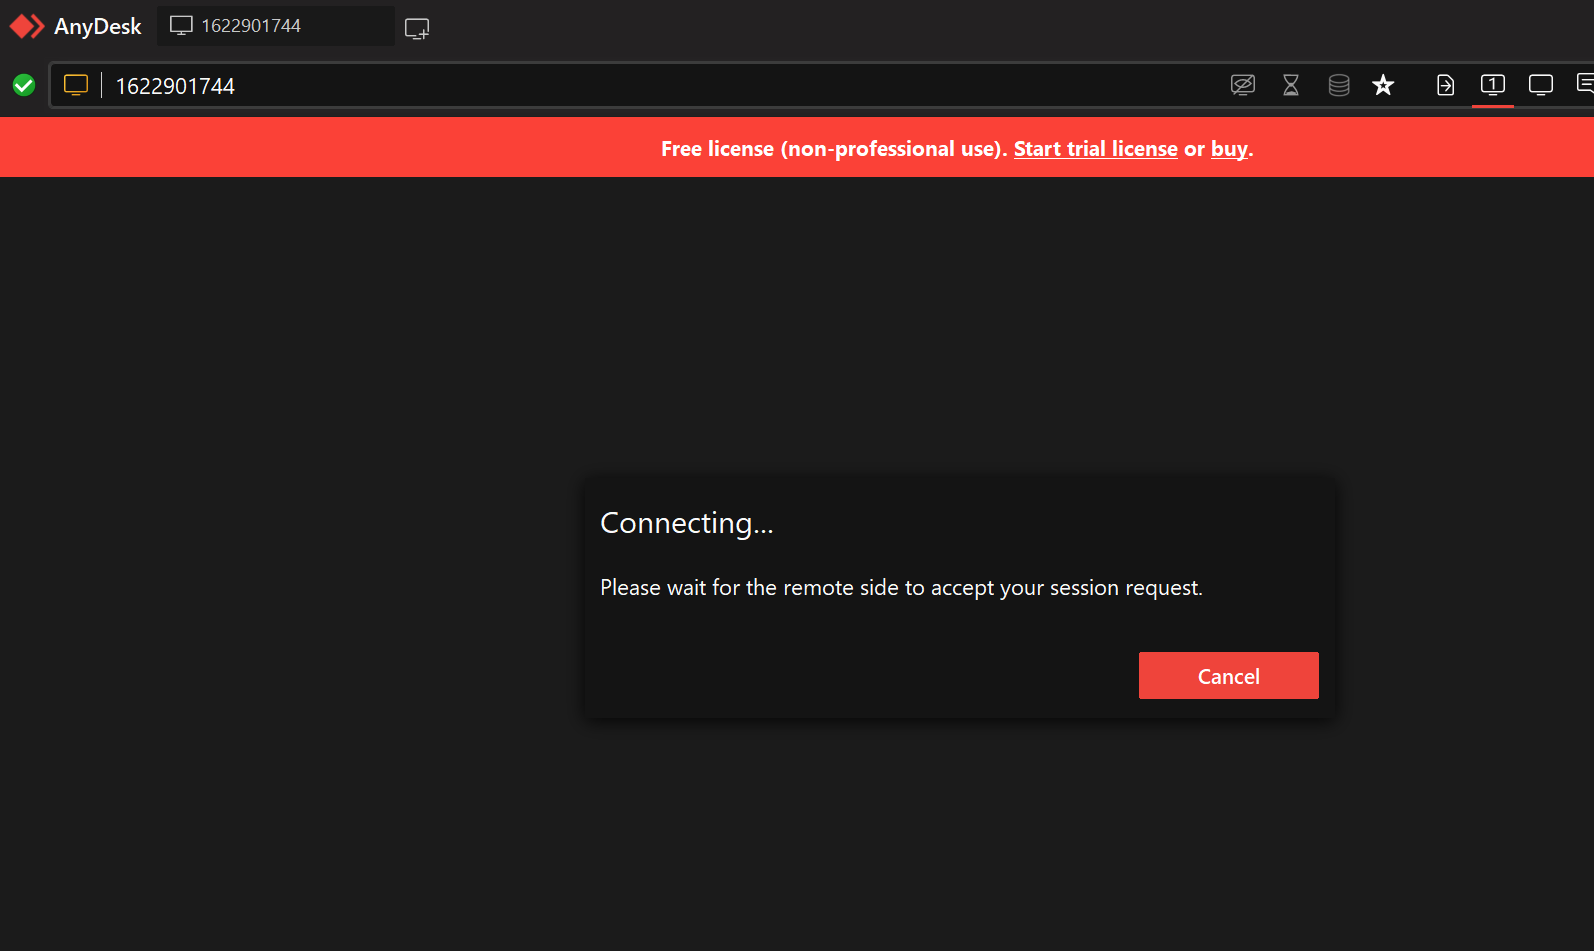 AnyDesk
1622901744
1622901744
1
Free license (non-professional use). Start trial license or buy.
Connecting...
Please wait for the remote side to accept your session request.
Cancel